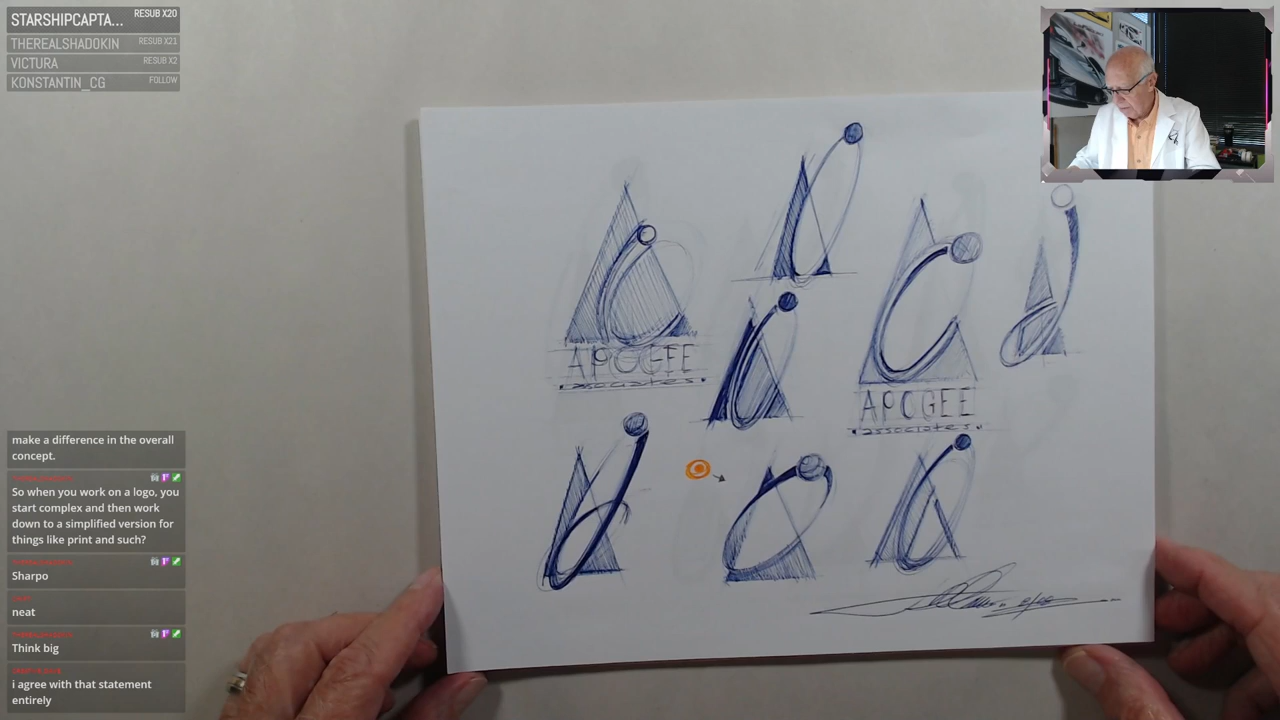 STARSHIPCAPTA...
RESUB X20
THEREALSHADOKIN
RESUB X21
VICTURA
RESUB X2
KONSTANTIN_CG
FOLLOW
APOGEE
associates
APOGEE
associates
make a difference in the overall
concept.
So when you work on a logo, you
start complex and then work
down to a simplified version for
things like print and such?
Sharpo
neat
Think big
i agree with that statement
entirely